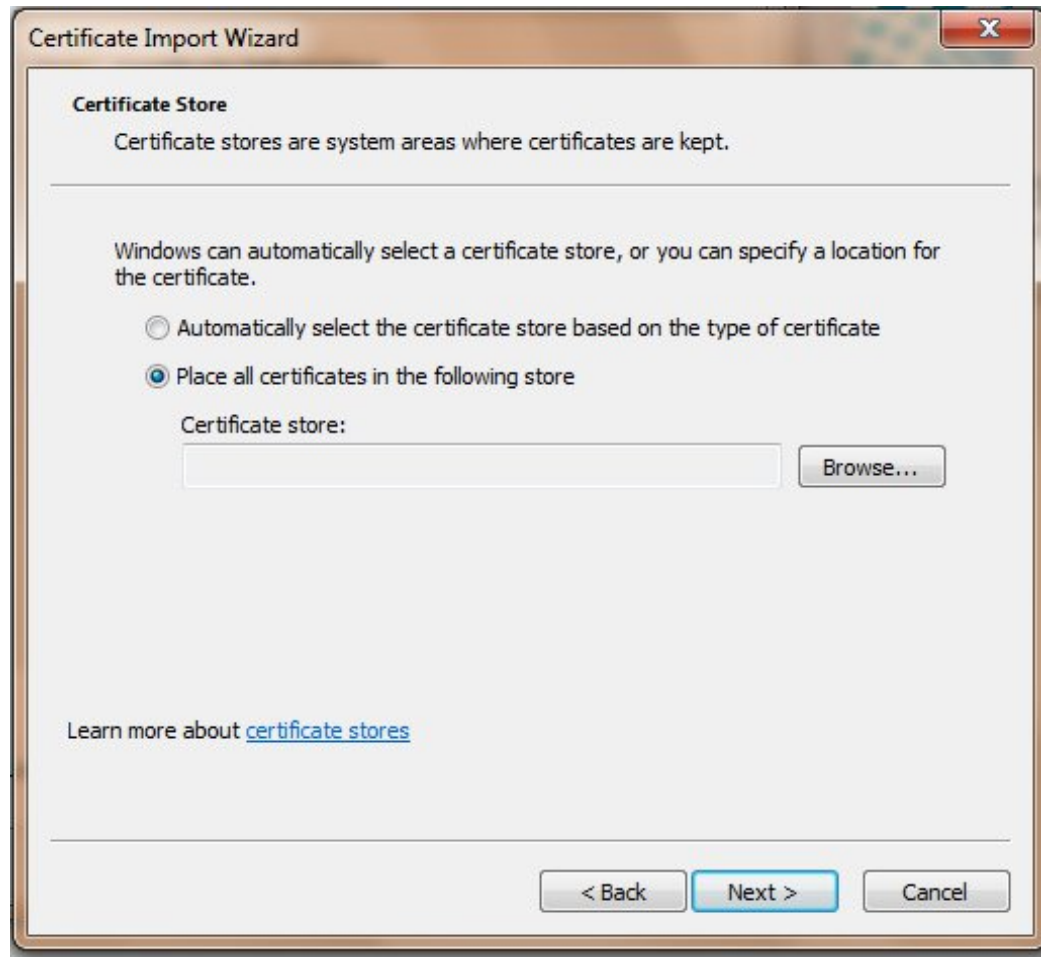 Certificate Import Wizard
Certificate Store
Certificate stores are system areas where certificates are kept.
Windows can automatically select a certificate store, or you can specify a location for
the certificate.
Automatically select the certificate store based on the type of certificate
Place all certificates in the following store
Certificate store:
Browse...
Learn more about certificate stores
< Back
Next >
Cancel